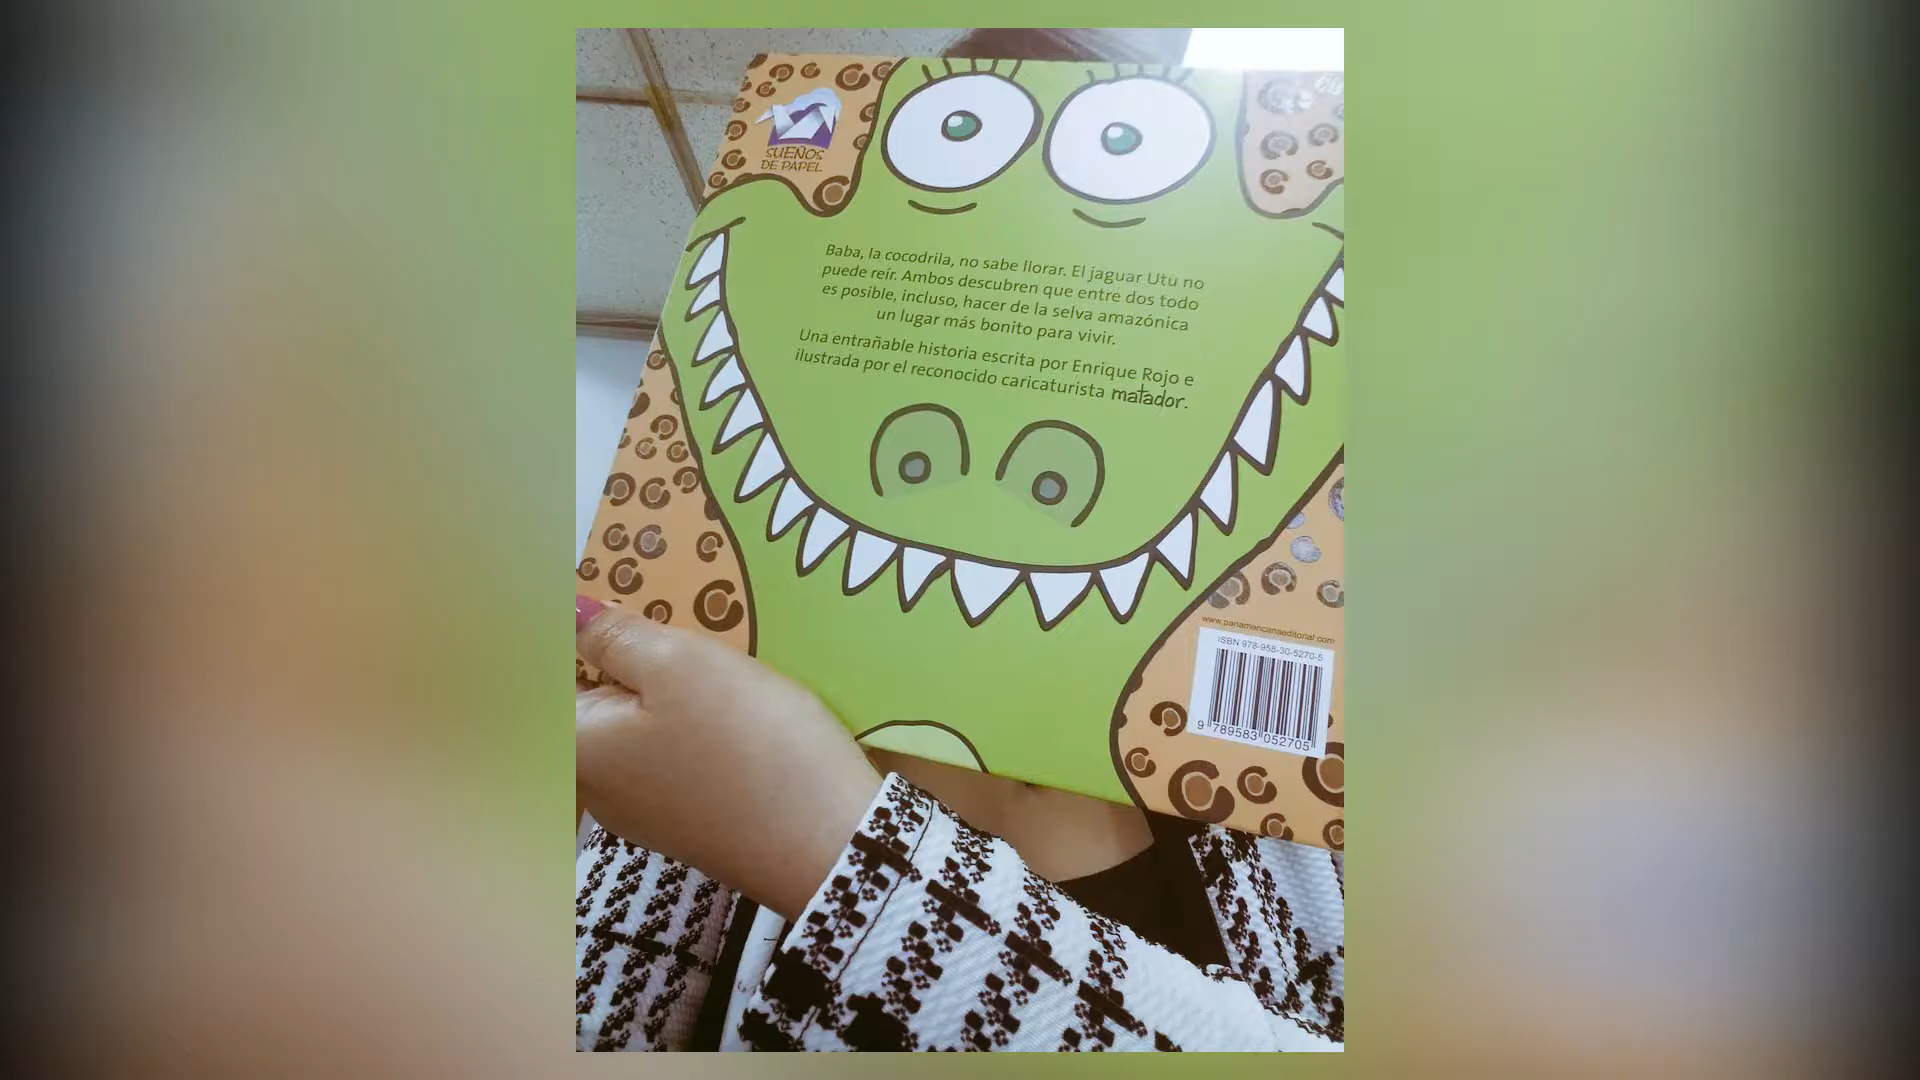 SUEÑOS
DE PAPEL
Baba, la cocodrila, no sabe llorar. El jaguar Utu no
puede reír. Ambos descubren que entre dos todo
es posible, incluso, hacer de la selva amazónica
un lugar más bonito para vivir.
Una entrañable historia escrita por Enrique Rojo e
ilustrada por el reconocido caricaturista matador.
www.panamericanaeditorial.com
ISBN 978-958-30-5270-5
9 789583 052705